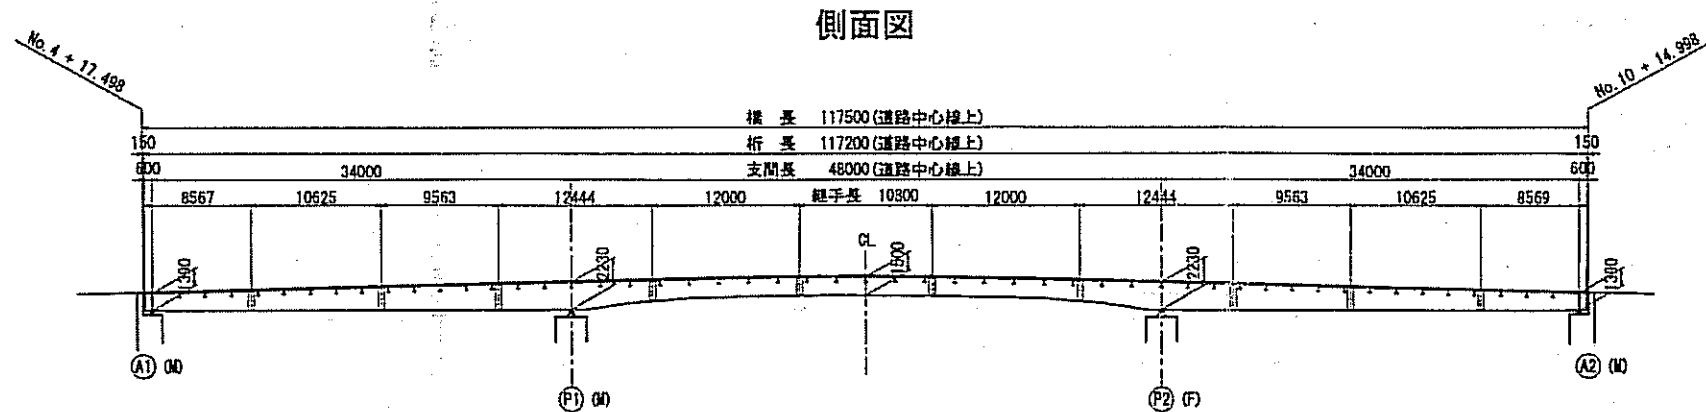 側面図
No. 4 + 17.498
No. 10 + 14.998
橋 長 117500(道路中心線上)
150 桁 長 117200(道路中心線上) 150
600 34000 支間長 48000(道路中心線上) 34000 600
8567 10625 9563 12444 12000 継手長 10300 12000 12444 9563 10625 8569
CL
1390 2230 1500 2230 1390
A1 (M)
A2 (M)
P1 (M)
P2 (F)